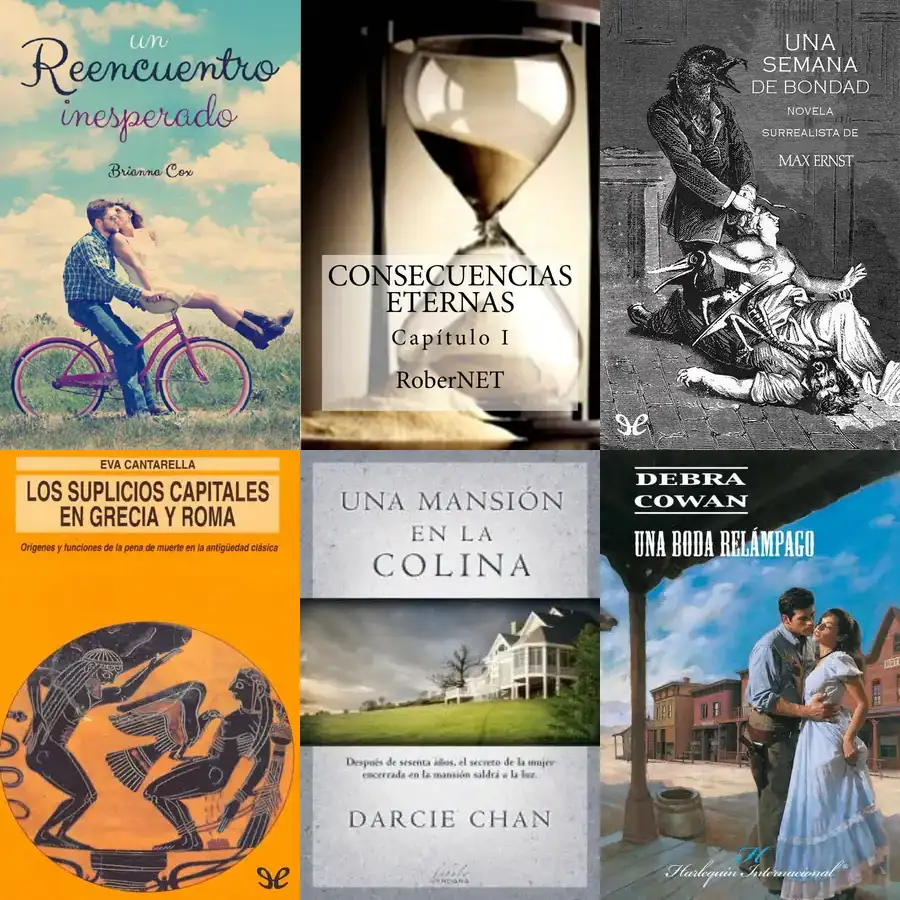 un
Reencuentro
inesperado
Brianna Cox
CONSECUENCIAS
ETERNAS
Capítulo I
RoberNET
UNA
SEMANA
DE BONDAD
NOVELA
SURREALISTA DE
MAX ERNST
EVA CANTARELLA
LOS SUPLICIOS CAPITALES
EN GRECIA Y ROMA
Orígenes y funciones de la pena de muerte en la antigüedad clásica
UNA MANSIÓN
EN LA
COLINA
Después de sesenta años, el secreto de la mujer
encerrada en la mansión saldrá a la luz.
DARCIE CHAN
DEBRA
COWAN
UNA BODA RELÁMPAGO
Harlequin Internacional